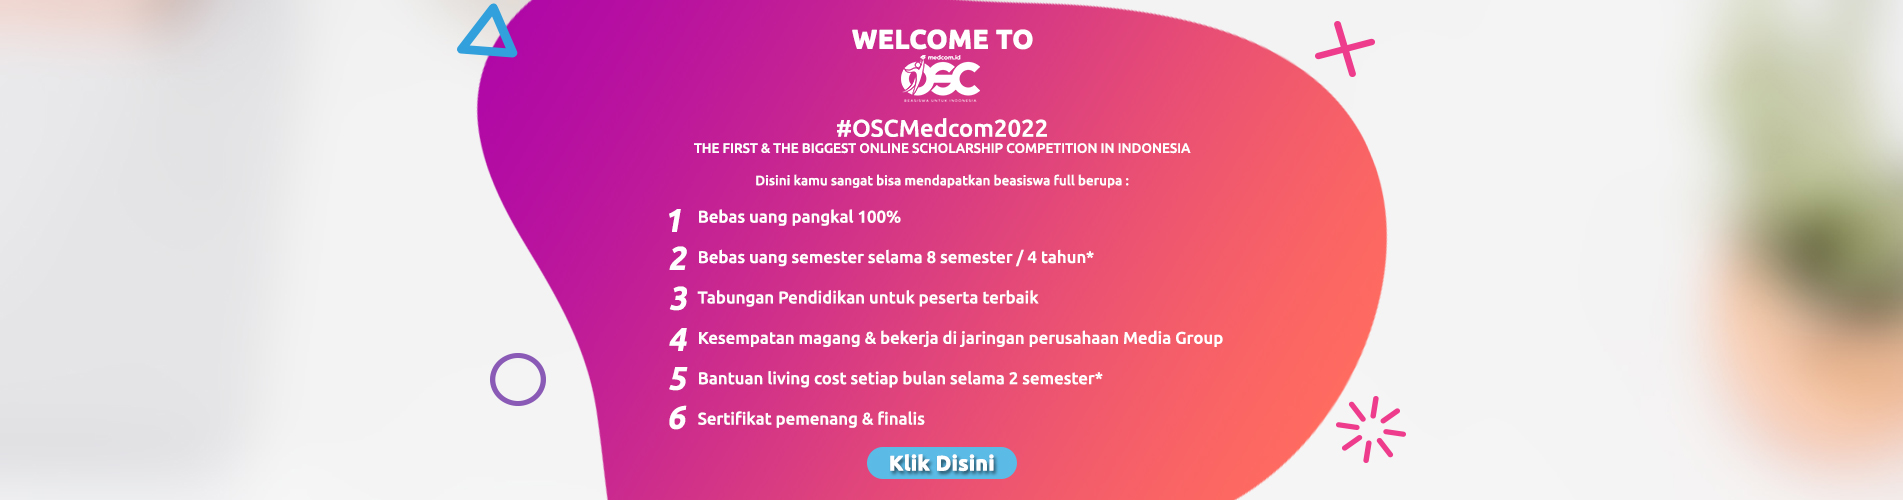 WELCOME TO
medcom.id
OSC
BEASISWA UNTUK INDONESIA
#OSCMedcom2022
THE FIRST & THE BIGGEST ONLINE SCHOLARSHIP COMPETITION IN INDONESIA
Disini kamu sangat bisa mendapatkan beasiswa full berupa :
1 Bebas uang pangkal 100%
2 Bebas uang semester selama 8 semester / 4 tahun*
3 Tabungan Pendidikan untuk peserta terbaik
4 Kesempatan magang & bekerja di jaringan perusahaan Media Group
5 Bantuan living cost setiap bulan selama 2 semester*
6 Sertifikat pemenang & finalis
Klik Disini